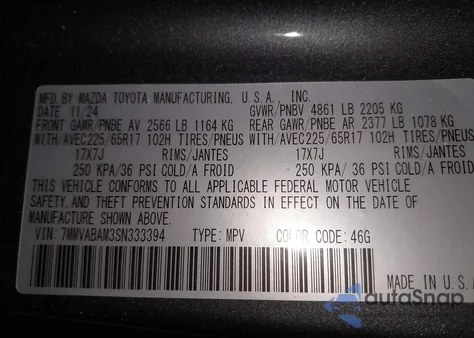 MFD BY MAZDA TOYOTA MANUFACTURING, U.S.A., INC.
DATE 11/24 GVWR/PNBV 4861 LB 2205 KG
FRONT GAWR/PNBE AV 2566 LB 1164 KG REAR GAWR/PNBE AR 2377 LB 1078 KG
WITH/AVEC225/65R17 102H TIRES/PNEUS WITH/AVEC225/65R17 102H TIRES/PNEUS
17X7J RIMS/JANTES 17X7J RIMS/JANTES
250 KPA/36 PSI COLD/A FROID 250 KPA/36 PSI COLD/A FROID
THIS VEHICLE CONFORMS TO ALL APPLICABLE FEDERAL MOTOR VEHICLE
SAFETY,AND THEFT PREVENTION STANDARDS IN EFFECT ON THE DATE OF
MANUFACTURE SHOWN ABOVE.
VIN: 7MMVABAM3SN333394 TYPE: MPV COLOR CODE: 46G
MADE IN U.S.A
autoSnap